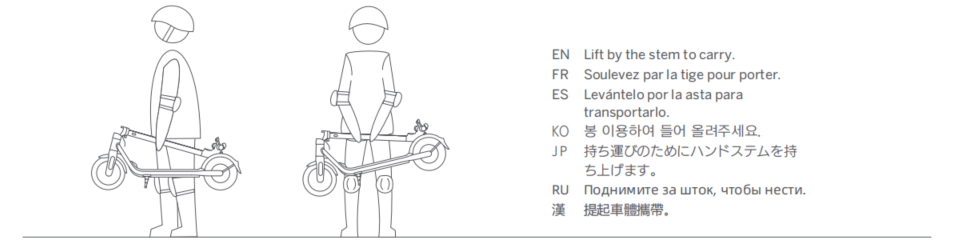 EN Lift by the stem to carry.
FR Soulevez par la tige pour porter.
ES Levántelo por la asta para
transportarlo.
KO 봉 이용하여 들어 올려주세요.
JP 持ち運びのためにハンドステムを持
ち上げます。
RU Поднимите за шток, чтобы нести.
漢 提起車體攜帶。